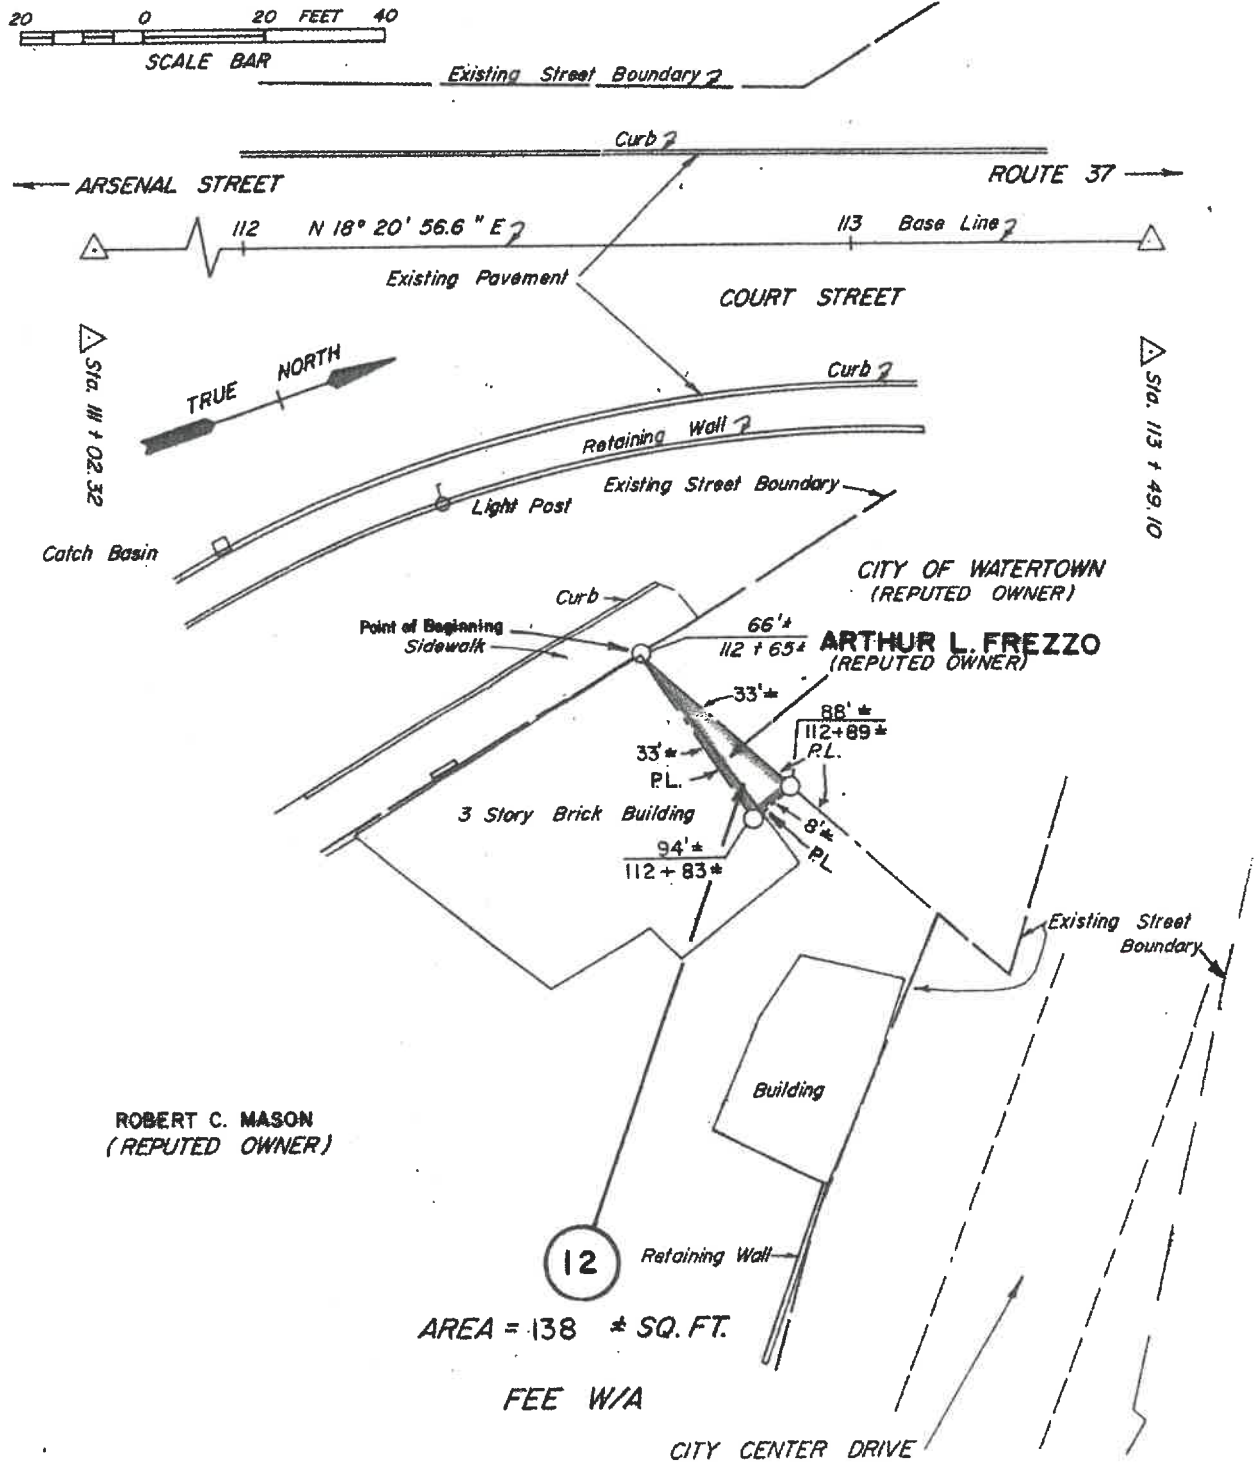 20 0 20 FEET 40
SCALE BAR
Existing Street Boundary
Curb
ARSENAL STREET
ROUTE 37
112
N 18° 20' 56.6" E
113
Base Line
Existing Pavement
COURT STREET
TRUE NORTH
Sta. 111 + 02.32
Sta. 113 + 49.10
Curb
Retaining Wall
Existing Street Boundary
Light Post
Catch Basin
CITY OF WATERTOWN
(REPUTED OWNER)
Curb
Point of Beginning
Sidewalk
66'±
112 + 65±
ARTHUR L. FREZZO
(REPUTED OWNER)
33'±
88'±
112+89±
P.L.
33'±
P.L.
3 Story Brick Building
8'±
P.L.
94'±
112+83±
Existing Street
Boundary
Building
ROBERT C. MASON
(REPUTED OWNER)
12
Retaining Wall
AREA = 138 ± SQ. FT.
FEE W/A
CITY CENTER DRIVE